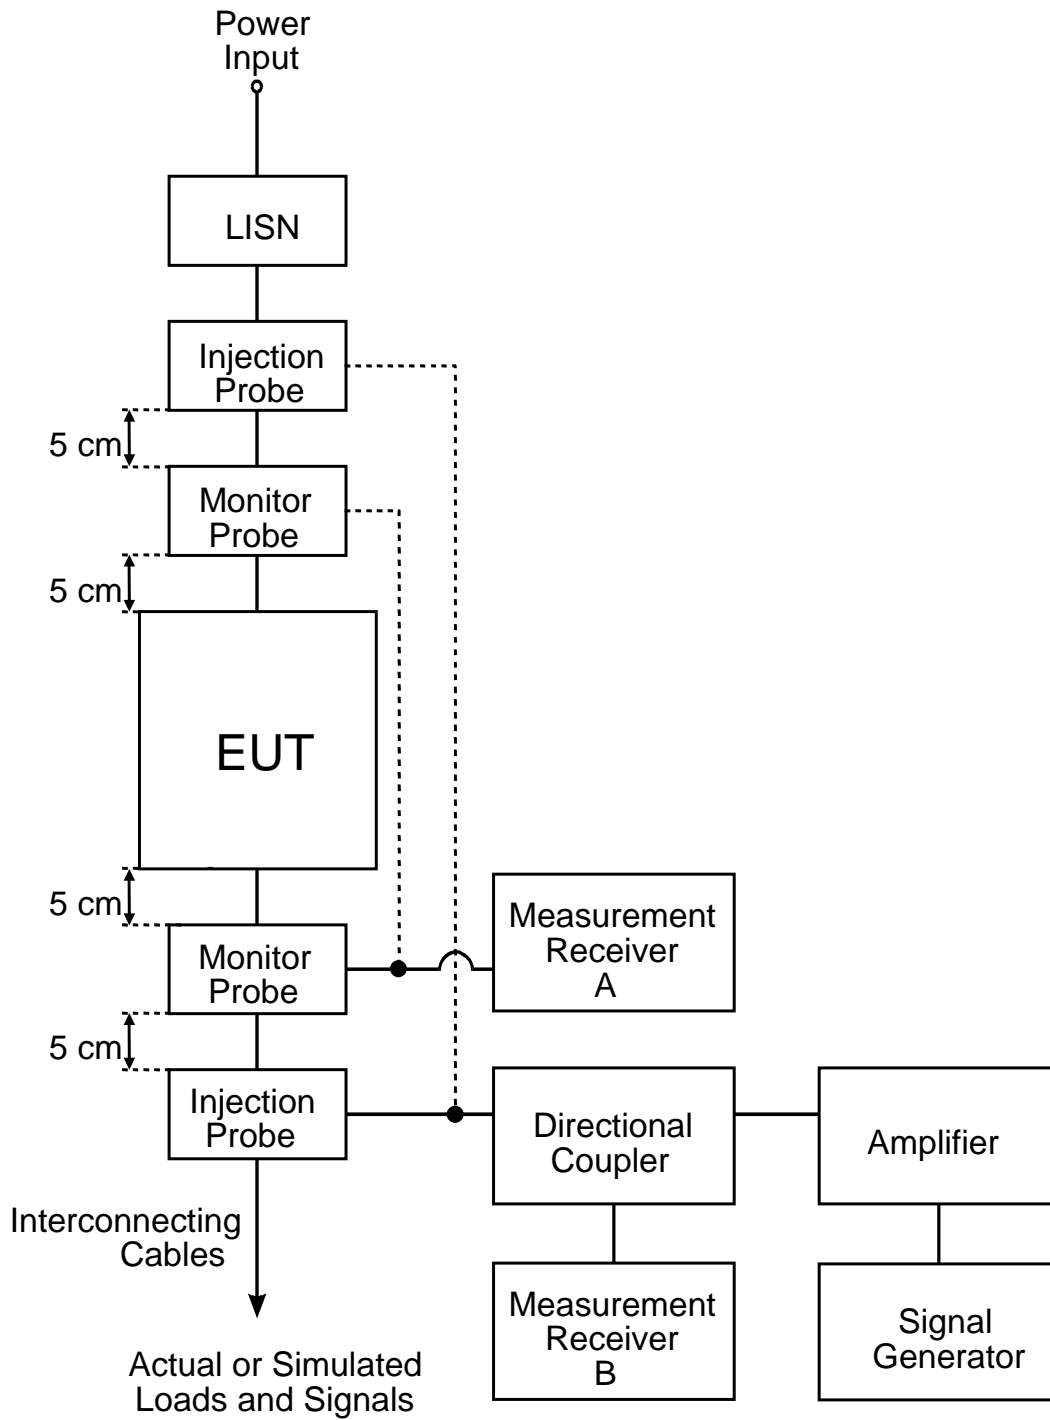 Power
Input
LISN
Injection
Probe
5 cm
Monitor
Probe
5 cm
EUT
5 cm
Measurement
Receiver
A
Monitor
Probe
5 cm
Injection
Probe
Directional
Coupler
Amplifier
Interconnecting
Cables
Measurement
Receiver
B
Signal
Generator
Actual or Simulated
Loads and Signals